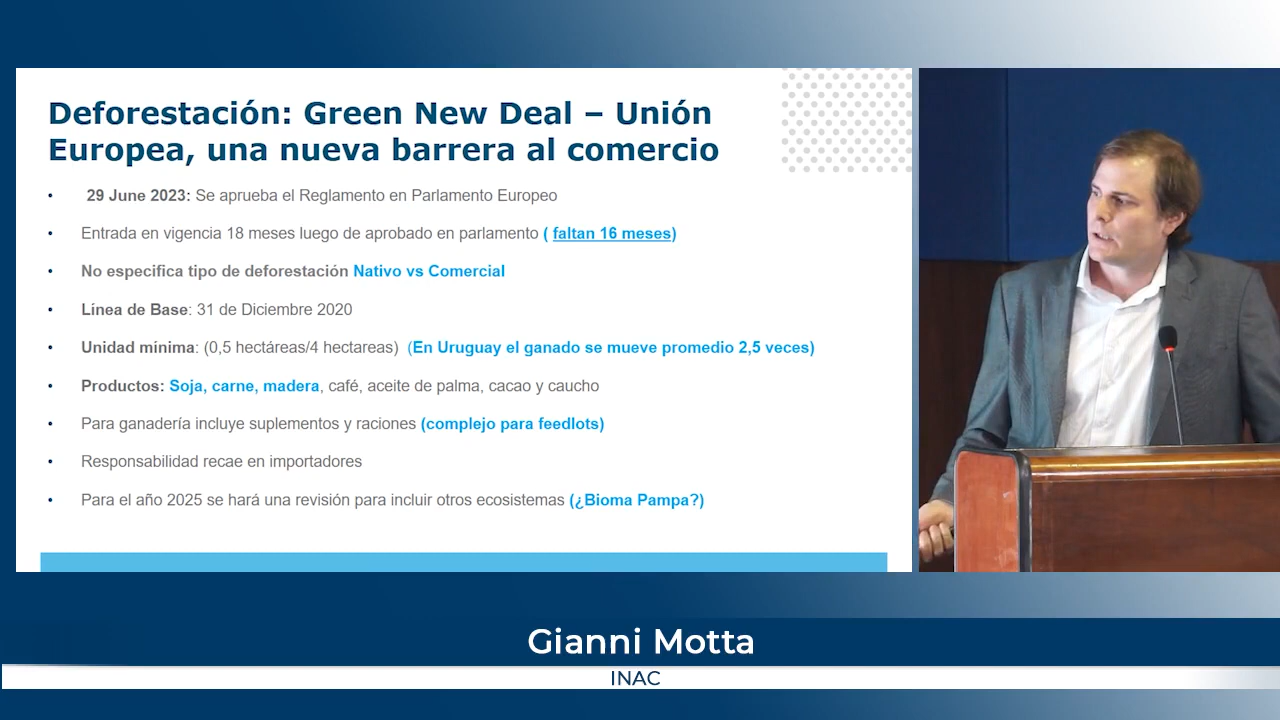 Deforestación: Green New Deal – Unión
Europea, una nueva barrera al comercio
• 29 June 2023: Se aprueba el Reglamento en Parlamento Europeo
• Entrada en vigencia 18 meses luego de aprobado en parlamento ( faltan 16 meses)
• No especifica tipo de deforestación Nativo vs Comercial
• Línea de Base: 31 de Diciembre 2020
• Unidad mínima: (0,5 hectáreas/4 hectareas) (En Uruguay el ganado se mueve promedio 2,5 veces)
• Productos: Soja, carne, madera, café, aceite de palma, cacao y caucho
• Para ganadería incluye suplementos y raciones (complejo para feedlots)
• Responsabilidad recae en importadores
• Para el año 2025 se hará una revisión para incluir otros ecosistemas (¿Bioma Pampa?)
Gianni Motta
INAC